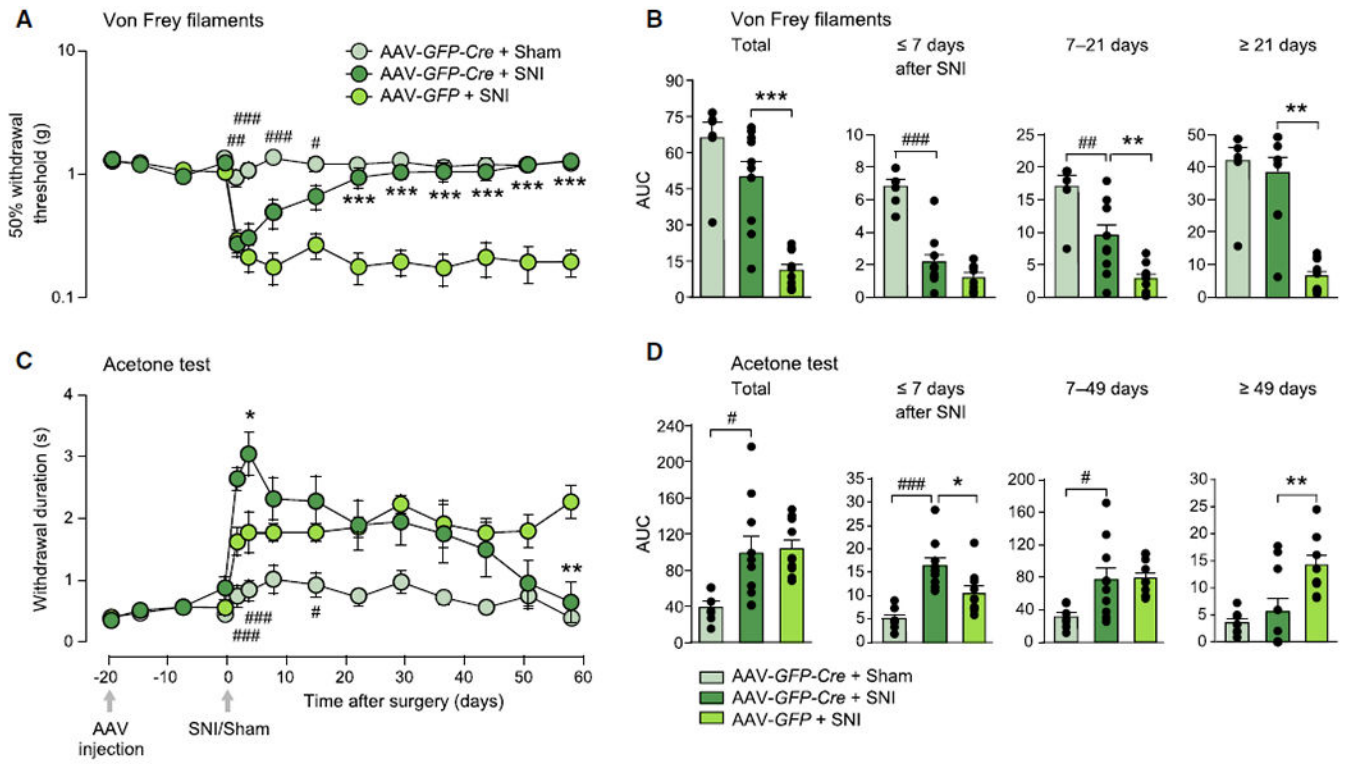 A
Von Frey filaments
AAV-GFP-Cre + Sham
AAV-GFP-Cre + SNI
AAV-GFP + SNI
50% withdrawal
threshold (g)
10
1
0.1
###
##
###
#
***
***
***
***
***
***
B
Von Frey filaments
Total
≤ 7 days
after SNI
7–21 days
≥ 21 days
AUC
90
75
60
45
30
15
0
***
10
8
6
4
2
0
###
25
20
15
10
5
0
##
**
50
40
30
20
10
0
**
C
Acetone test
Withdrawal duration (s)
4
3
2
1
0
*
###
###
#
**
-20
-10
0
10
20
30
40
50
60
Time after surgery (days)
AAV
injection
SNI/Sham
D
Acetone test
Total
≤ 7 days
after SNI
7–49 days
≥ 49 days
AUC
240
200
160
120
80
40
0
#
35
30
25
20
15
10
5
0
###
*
200
160
120
80
40
0
#
30
25
20
15
10
5
0
**
AAV-GFP-Cre + Sham
AAV-GFP-Cre + SNI
AAV-GFP + SNI